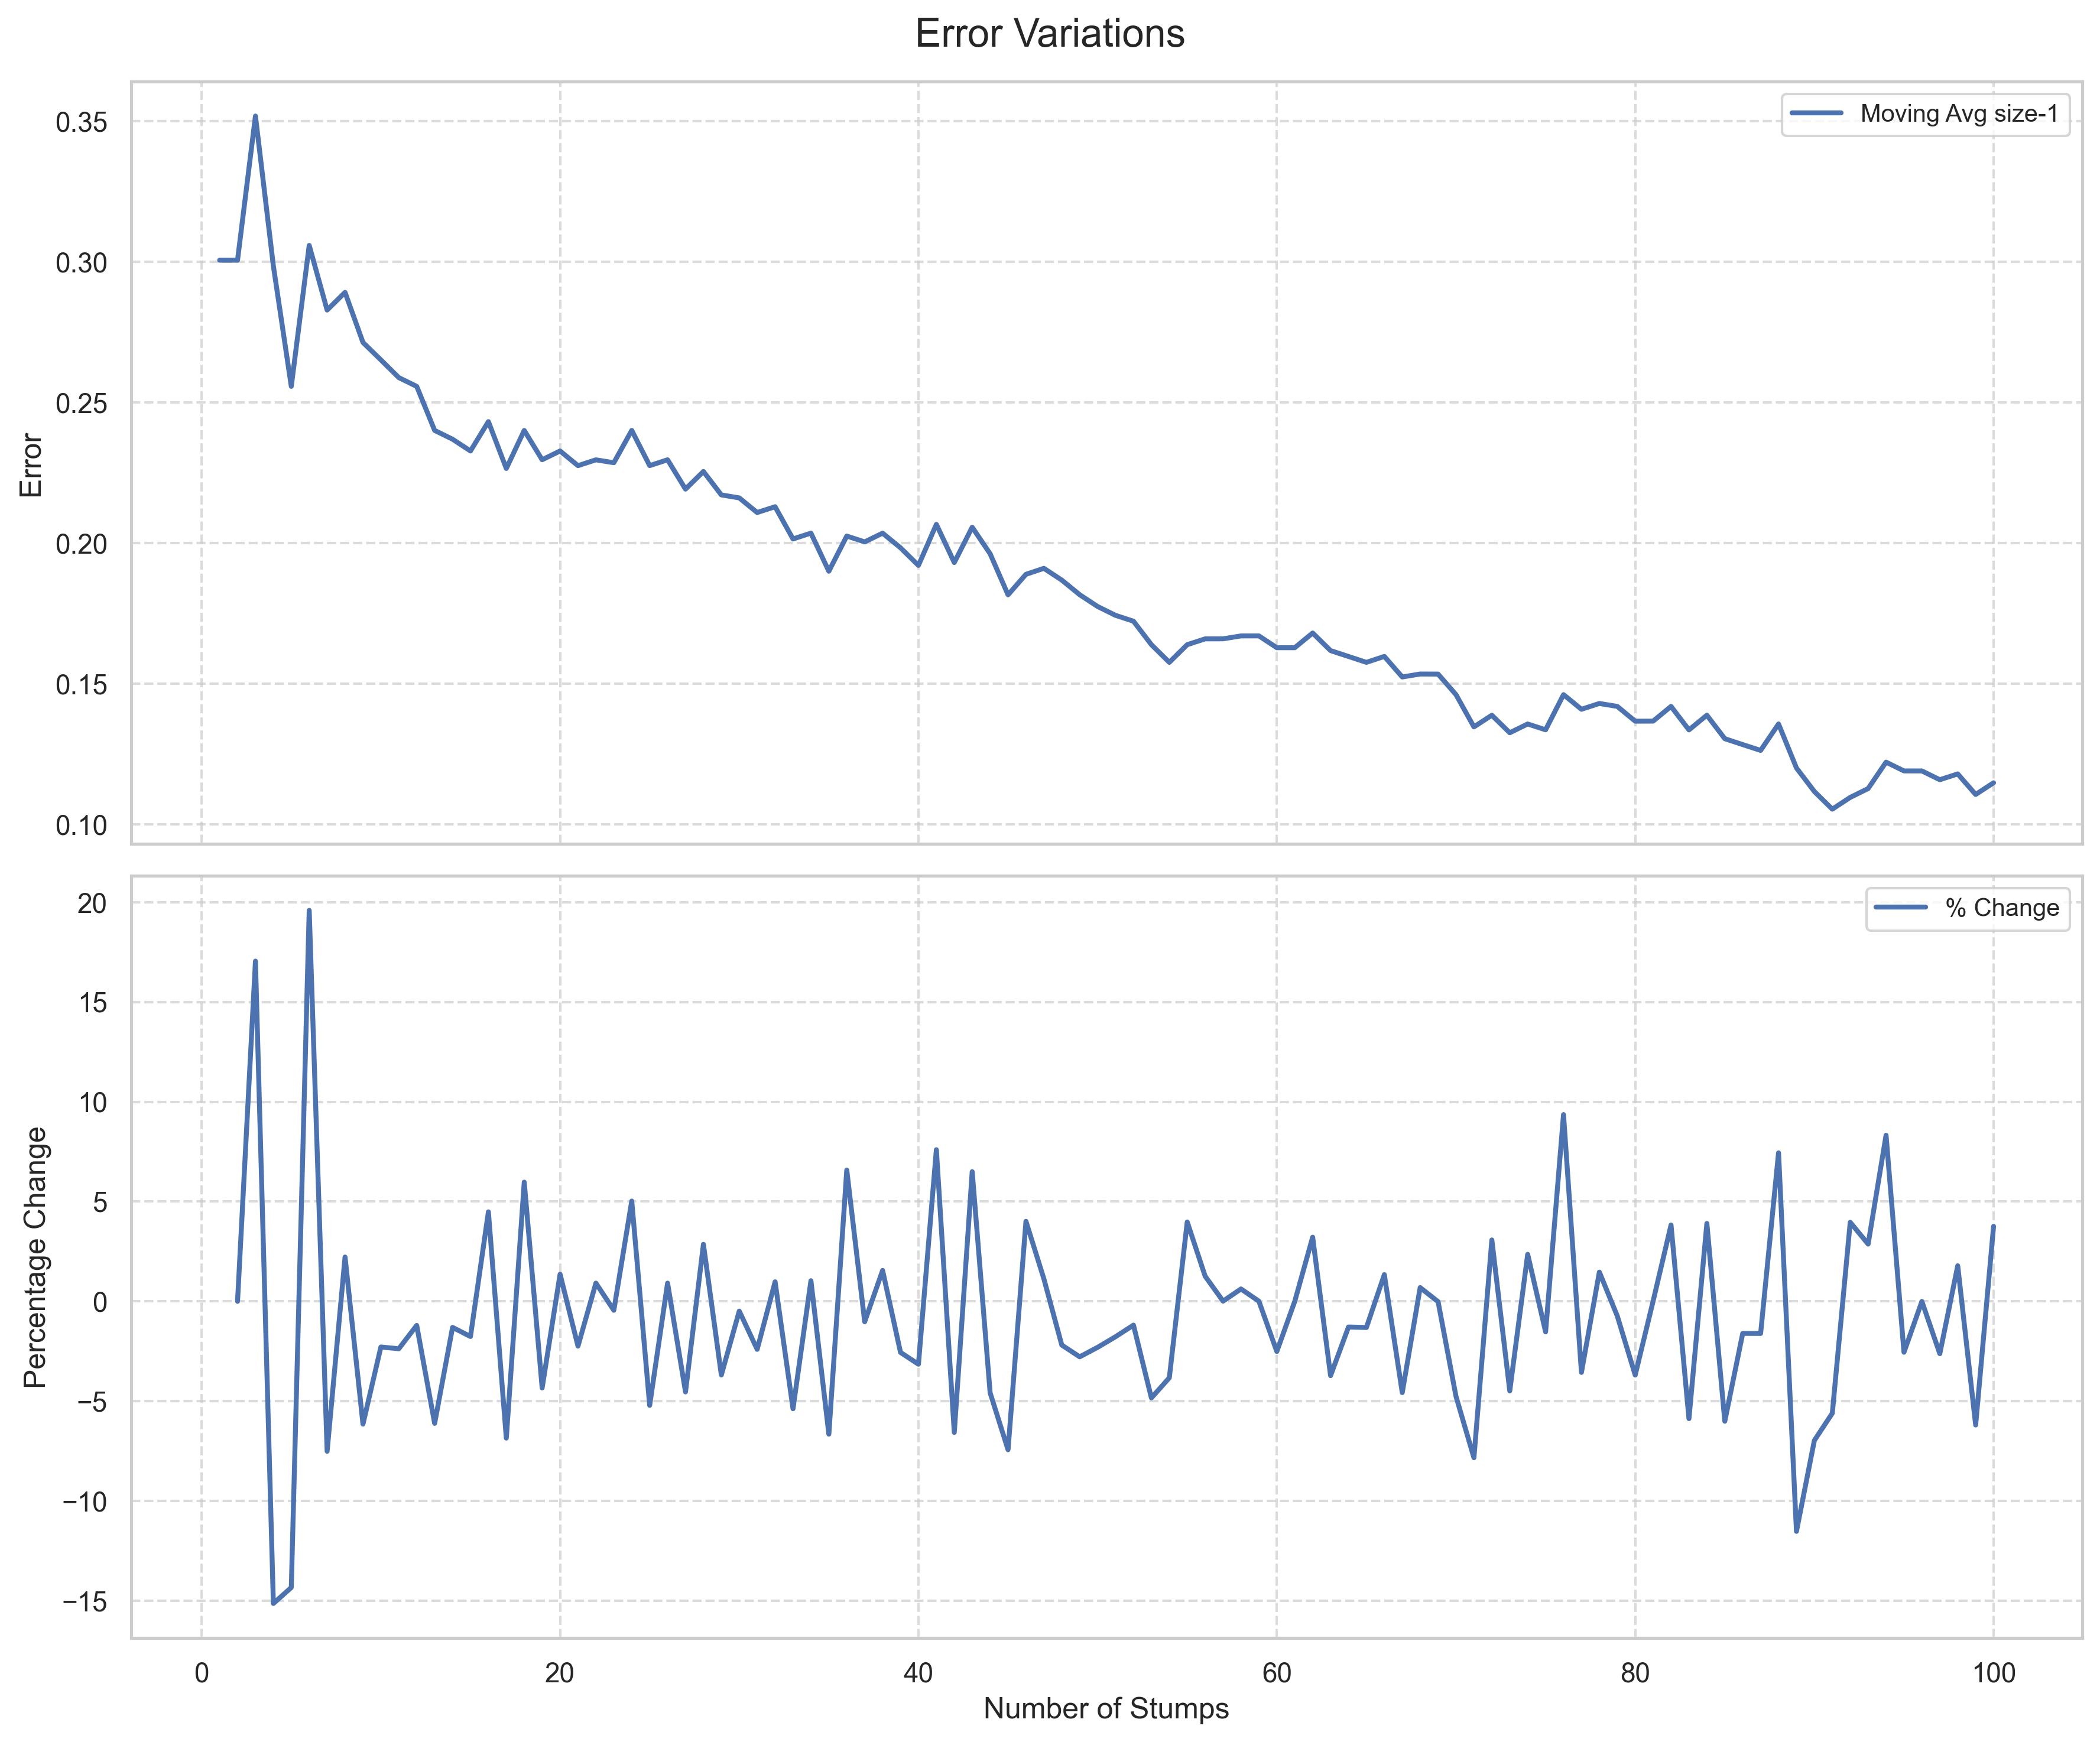 Error Variations
Moving Avg size-1
0.35
0.30
0.25
0.20
0.15
0.10
Error
% Change
20
15
10
5
0
−5
−10
−15
Percentage Change
0 20 40 60 80 100
Number of Stumps